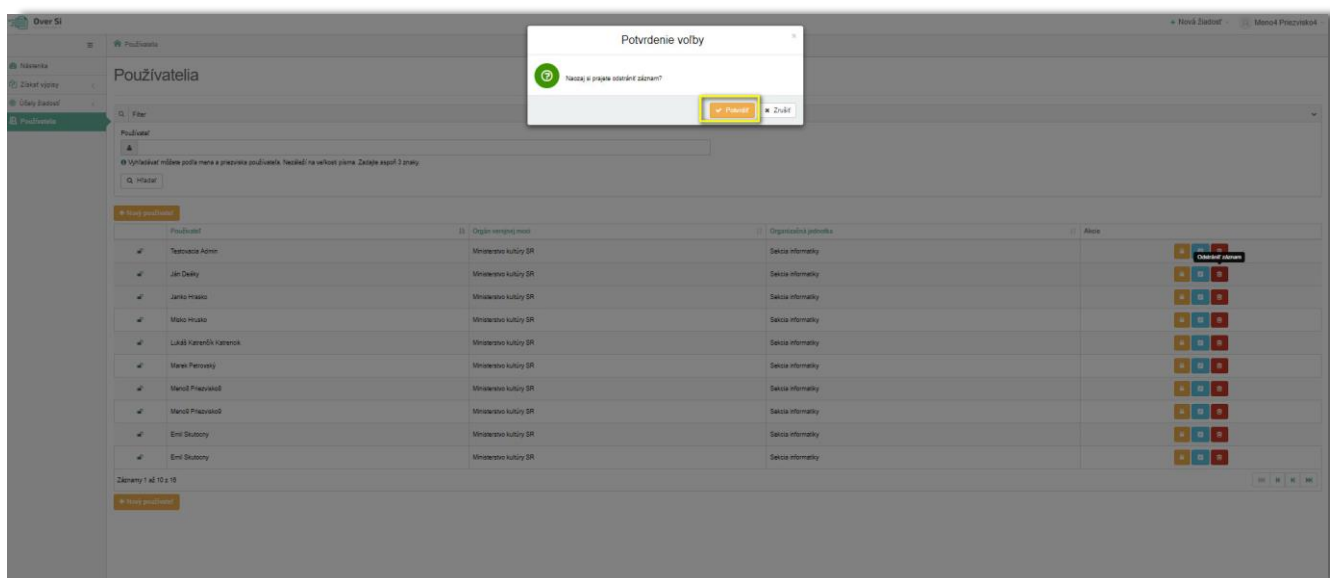 Over Si
+ Nová žiadosť
Meno4 Priezvisko4
Potvrdenie voľby ×
Naozaj si prajete odstrániť záznam?
Potvrdiť
Zrušiť
Používatelia
Nástenka
Získať výpisy
Účely žiadostí
Používatelia
Používatelia
Filter
Používateľ
Vyhľadávať môžete podľa mena a priezviska používateľa. Nezáleží na veľkosti písma. Zadajte aspoň 3 znaky.
Hľadať
+ Nový používateľ
Používateľ Orgán verejnej moci Organizačná jednotka Akcie
Testovacia Admin Ministerstvo kultúry SR Sekcia informatiky
Odstrániť záznam
Ján Deáky Ministerstvo kultúry SR Sekcia informatiky
Janko Hrasko Ministerstvo kultúry SR Sekcia informatiky
Misko Hrusko Ministerstvo kultúry SR Sekcia informatiky
Lukáš Katrenčík Katrencik Ministerstvo kultúry SR Sekcia informatiky
Marek Petrovský Ministerstvo kultúry SR Sekcia informatiky
Meno8 Priezvisko8 Ministerstvo kultúry SR Sekcia informatiky
Meno9 Priezvisko9 Ministerstvo kultúry SR Sekcia informatiky
Emil Skutocny Ministerstvo kultúry SR Sekcia informatiky
Emil Skutocny Ministerstvo kultúry SR Sekcia informatiky
Záznamy 1 až 10 z 16
+ Nový používateľ